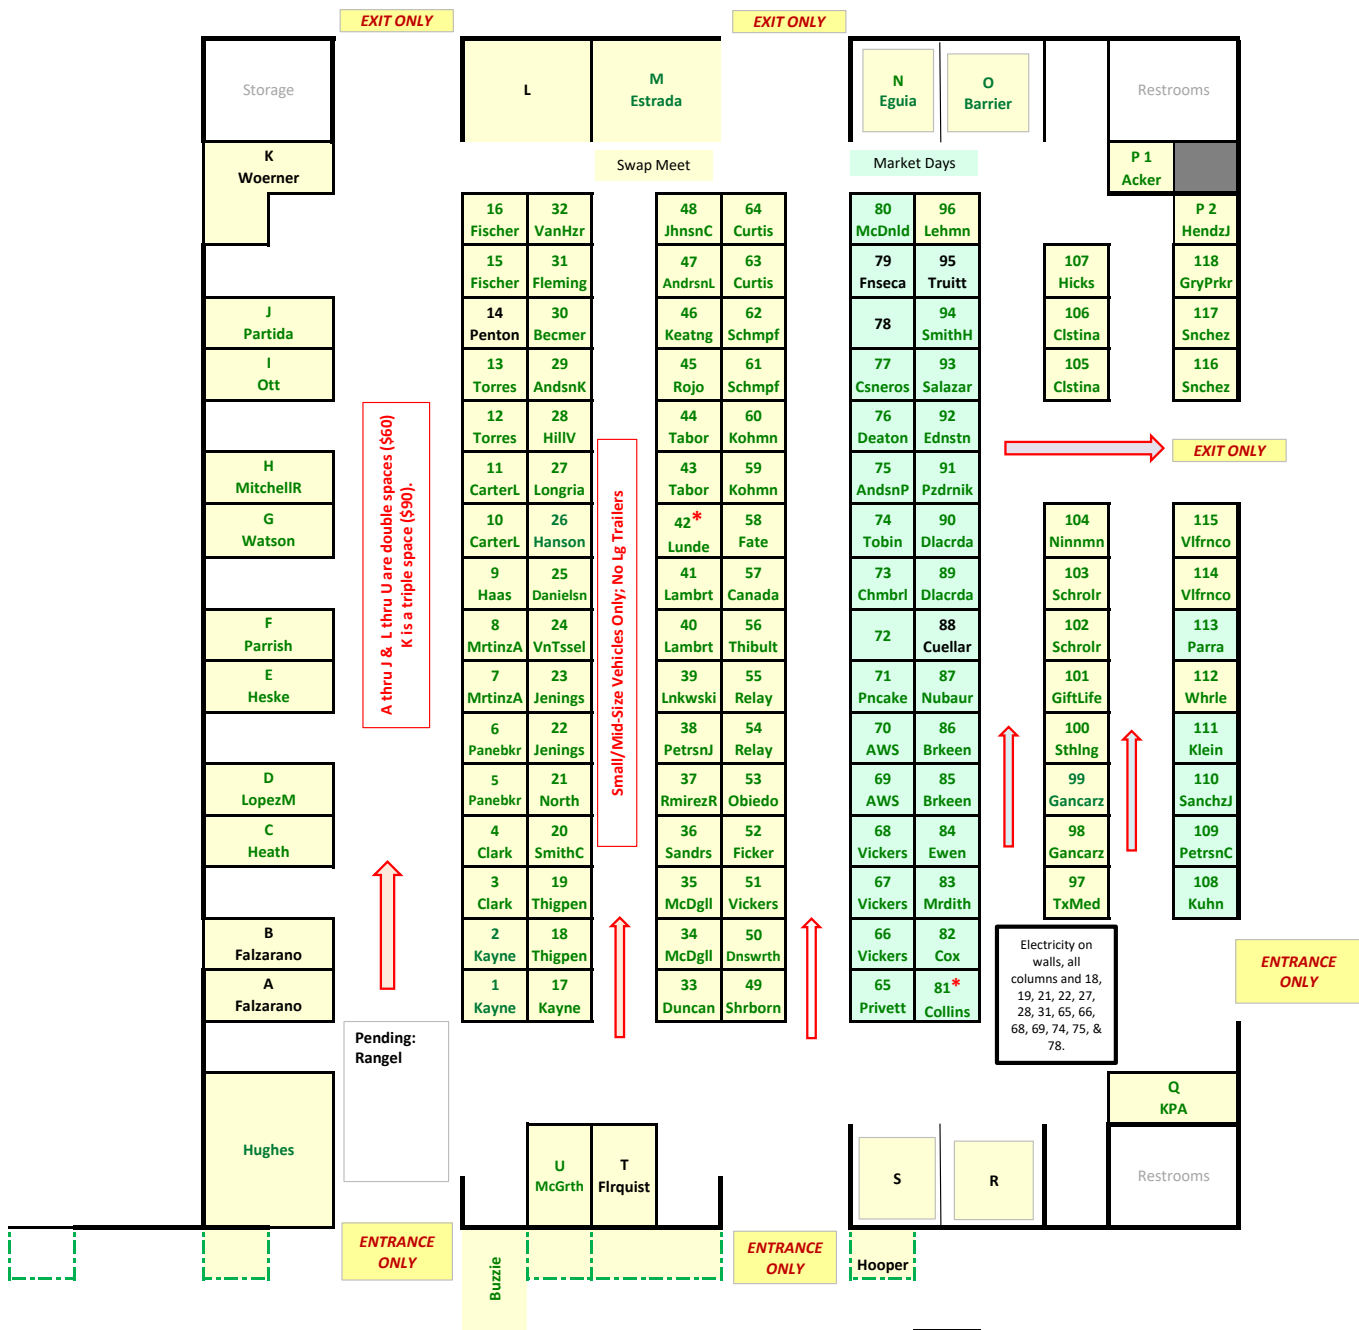 EXIT ONLY
EXIT ONLY
Storage
L
M
Estrada
N
Eguia
O
Barrier
Restrooms
K
Woerner
Swap Meet
Market Days
P 1
Acker
16
Fischer
32
VanHzr
48
JhnsnC
64
Curtis
80
McDnld
96
Lehmn
P 2
HendzJ
15
Fischer
31
Fleming
47
AndrsnL
63
Curtis
79
Fnseca
95
Truitt
107
Hicks
118
GryPrkr
J
Partida
14
Penton
30
Becmer
46
Keatng
62
Schmpf
78
94
SmithH
106
Clstina
117
Snchez
I
Ott
13
Torres
29
AndsnK
45
Rojo
61
Schmpf
77
Csneros
93
Salazar
105
Clstina
116
Snchez
A thru J & L thru U are double spaces ($60)
K is a triple space ($90).
12
Torres
28
HillV
Small/Mid-Size Vehicles Only; No Lg Trailers
44
Tabor
60
Kohmn
76
Deaton
92
Ednstn
EXIT ONLY
H
MitchellR
11
CarterL
27
Longria
43
Tabor
59
Kohmn
75
AndsnP
91
Pzdrnik
G
Watson
10
CarterL
26
Hanson
42*
Lunde
58
Fate
74
Tobin
90
Dlacrda
104
Ninnmn
115
Vlfrnco
9
Haas
25
Danielsn
41
Lambrt
57
Canada
73
Chmbrl
89
Dlacrda
103
Schrolr
114
Vlfrnco
F
Parrish
8
MrtinzA
24
VnTssel
40
Lambrt
56
Thibult
72
88
Cuellar
102
Schrolr
113
Parra
E
Heske
7
MrtinzA
23
Jenings
39
Lnkwski
55
Relay
71
Pncake
87
Nubaur
101
GiftLife
112
Whrle
6
Panebkr
22
Jenings
38
PetrsnJ
54
Relay
70
AWS
86
Brkeen
100
Sthlng
111
Klein
D
LopezM
5
Panebkr
21
North
37
RmirezR
53
Obiedo
69
AWS
85
Brkeen
99
Gancarz
110
SanchzJ
C
Heath
4
Clark
20
SmithC
36
Sandrs
52
Ficker
68
Vickers
84
Ewen
98
Gancarz
109
PetrsnC
3
Clark
19
Thigpen
35
McDgll
51
Vickers
67
Vickers
83
Mrdith
97
TxMed
108
Kuhn
B
Falzarano
2
Kayne
18
Thigpen
34
McDgll
50
Dnswrth
66
Vickers
82
Cox
A
Falzarano
1
Kayne
17
Kayne
33
Duncan
49
Shrborn
65
Privett
81*
Collins
Electricity on
walls, all
columns and 18,
19, 21, 22, 27,
28, 31, 65, 66,
68, 69, 74, 75, &
78.
ENTRANCE
ONLY
Pending:
Rangel
Q
KPA
Hughes
U
McGrth
T
Flrquist
S
R
Restrooms
ENTRANCE
ONLY
Buzzie
ENTRANCE
ONLY
Hooper